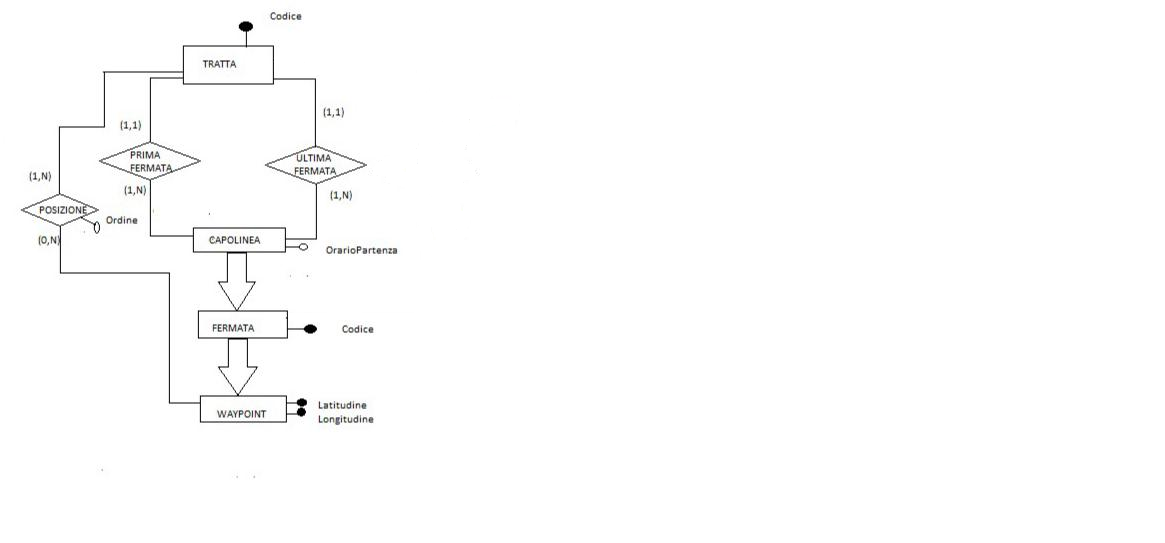 Codice
TRATTA
(1,1)
(1,1)
PRIMA
FERMATA
ULTIMA
FERMATA
(1,N)
(1,N)
(1,N)
POSIZIONE
Ordine
(0,N)
CAPOLINEA
OrarioPartenza
FERMATA
Codice
WAYPOINT
Latitudine
Longitudine